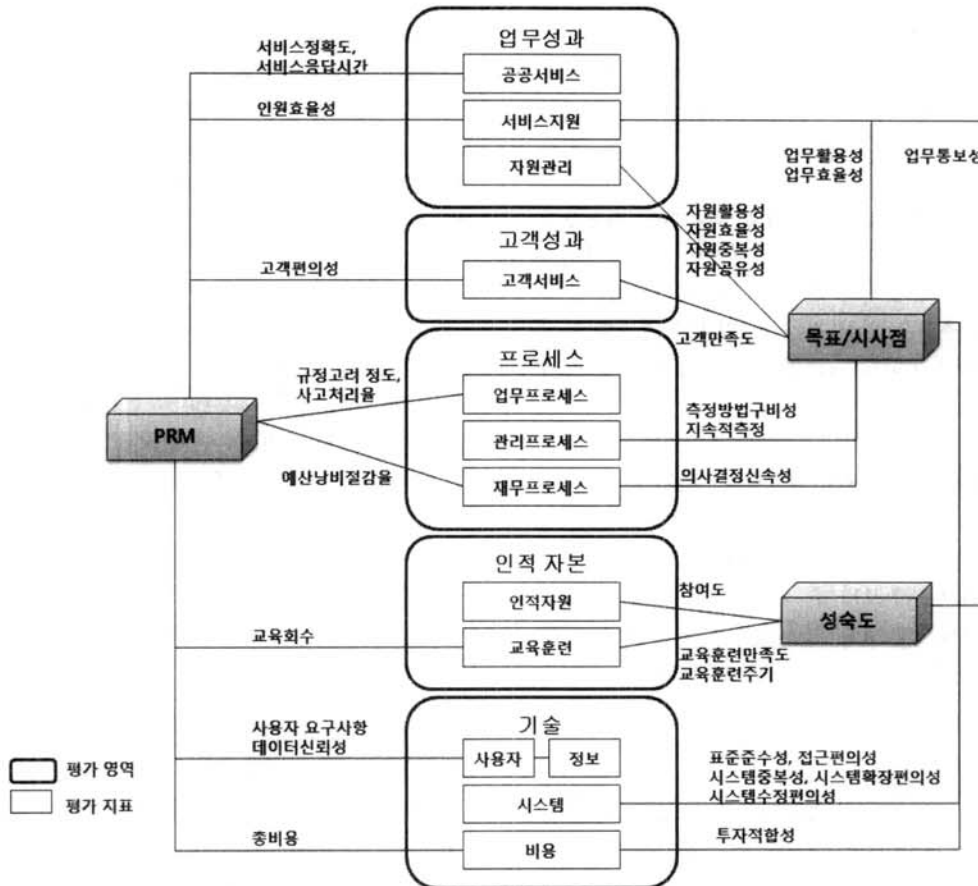 업무성과
서비스정확도,
서비스응답시간
공공서비스
인원효율성
서비스지원
업무활용성
업무효율성
업무통보성
자원관리
자원활용성
자원효율성
자원중복성
자원공유성
고객성과
고객편의성
고객서비스
고객만족도
목표/시사점
프로세스
규정고려 정도,
사고처리율
업무프로세스
PRM
측정방법구비성
지속적측정
관리프로세스
예산낭비절감율
재무프로세스
의사결정신속성
인적 자본
인적자원
참여도
성숙도
교육회수
교육훈련
교육훈련만족도
교육훈련주기
기술
사용자 요구사항
데이터신뢰성
사용자
정보
표준준수성, 접근편의성
시스템중복성, 시스템확장편의성
시스템수정편의성
시스템
총비용
비용
투자적합성
평가 영역
평가 지표